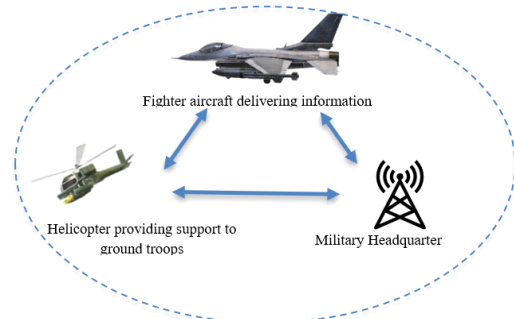 Fighter aircraft delivering information
Helicopter providing support to
ground troops
Military Headquarter